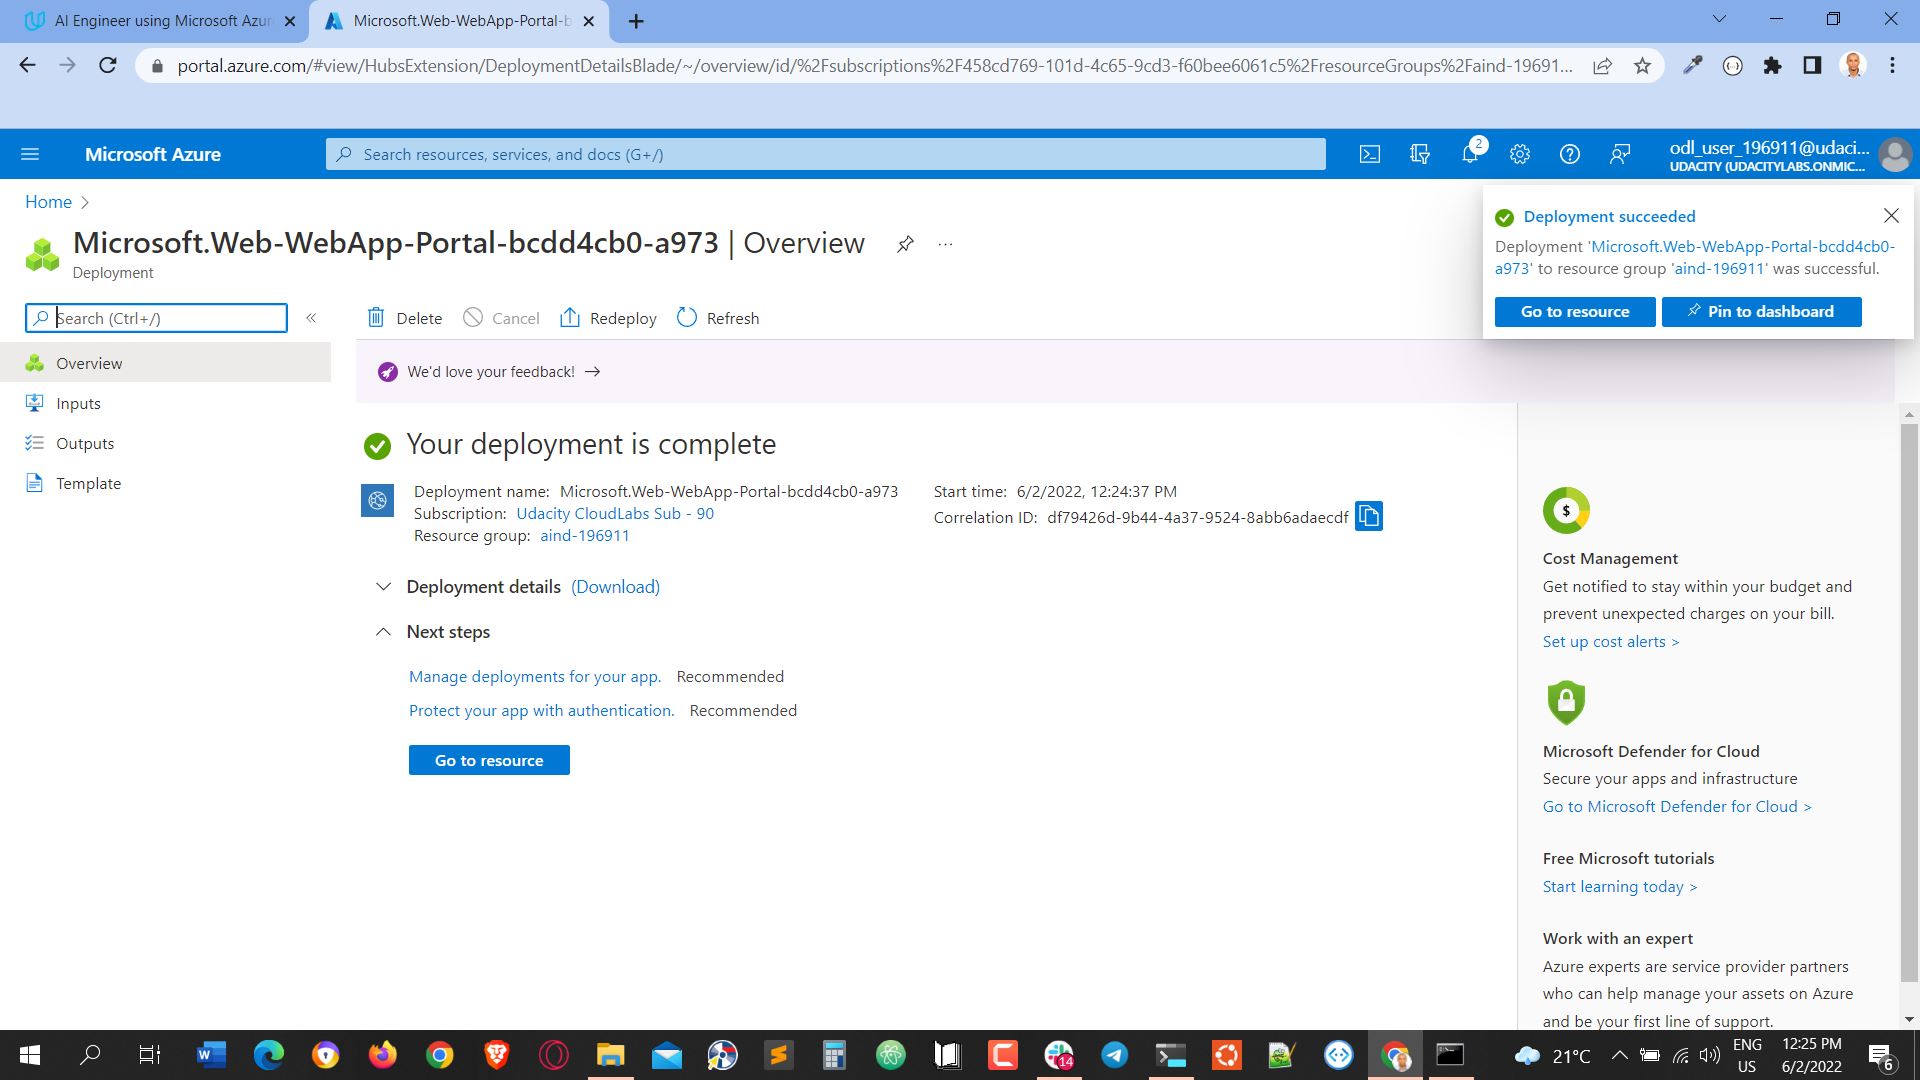 AI Engineer using Microsoft Azur
Microsoft.Web-WebApp-Portal-b
portal.azure.com/#view/HubsExtension/DeploymentDetailsBlade/~/overview/id/%2Fsubscriptions%2F458cd769-101d-4c65-9cd3-f60bee6061c5%2FresourceGroups%2Faind-19691...
Microsoft Azure
Search resources, services, and docs (G+/)
2
odl_user_196911@udaci...
UDACITY (UDACITYLABS.ONMIC...
Home
Microsoft.Web-WebApp-Portal-bcdd4cb0-a973 | Overview
...
Deployment
Deployment succeeded
Deployment 'Microsoft.Web-WebApp-Portal-bcdd4cb0-
a973' to resource group 'aind-196911' was successful.
Go to resource
Pin to dashboard
Search (Ctrl+/)
«
Delete
Cancel
Redeploy
Refresh
Overview
Inputs
Outputs
Template
We'd love your feedback! →
Your deployment is complete
Deployment name: Microsoft.Web-WebApp-Portal-bcdd4cb0-a973
Subscription: Udacity CloudLabs Sub - 90
Resource group: aind-196911
Start time: 6/2/2022, 12:24:37 PM
Correlation ID: df79426d-9b44-4a37-9524-8abb6adaecdf
Deployment details (Download)
Next steps
Manage deployments for your app. Recommended
Protect your app with authentication. Recommended
Go to resource
$
Cost Management
Get notified to stay within your budget and
prevent unexpected charges on your bill.
Set up cost alerts >
Microsoft Defender for Cloud
Secure your apps and infrastructure
Go to Microsoft Defender for Cloud >
Free Microsoft tutorials
Start learning today >
Work with an expert
Azure experts are service provider partners
who can help manage your assets on Azure
and be your first line of support.
14
21°C
ENG
US
12:25 PM
6/2/2022
6